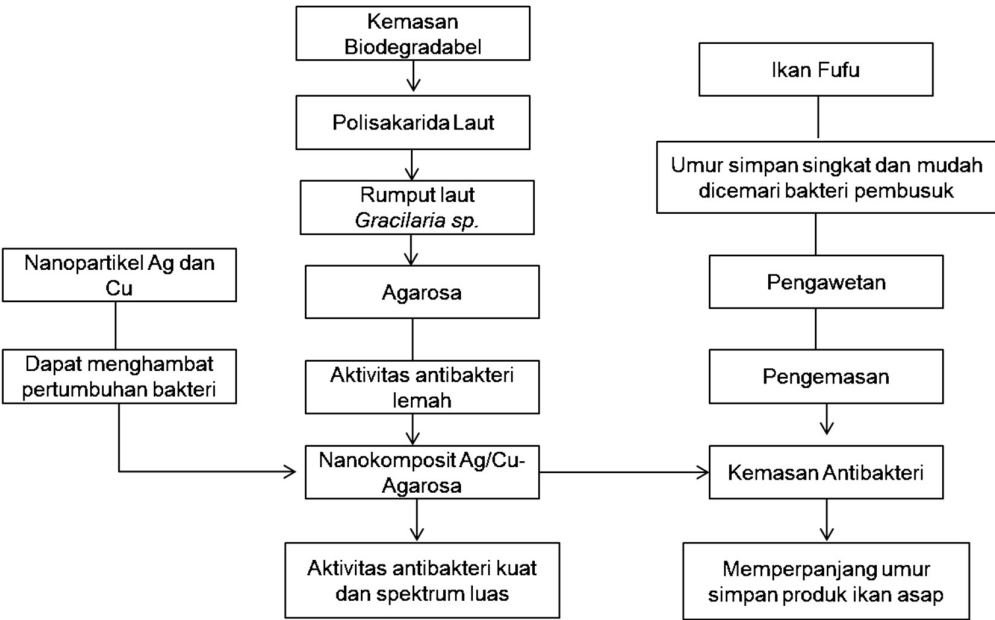 Kemasan
Biodegradabel
Polisakarida Laut
Rumput laut
Gracilaria sp.
Agarosa
Aktivitas antibakteri
lemah
Nanopartikel Ag dan
Cu
Dapat menghambat
pertumbuhan bakteri
Nanokomposit Ag/Cu-
Agarosa
Aktivitas antibakteri kuat
dan spektrum luas
Ikan Fufu
Umur simpan singkat dan mudah
dicemari bakteri pembusuk
Pengawetan
Pengemasan
Kemasan Antibakteri
Memperpanjang umur
simpan produk ikan asap